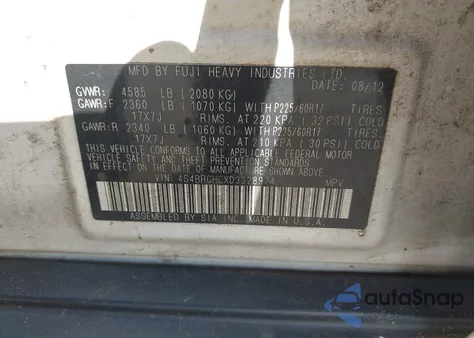 MFD BY FUJI HEAVY INDUSTRIES LTD.
DATE: 08/12
GVWR: 4585 LB (2080 KG)
GAWR:F 2360 LB (1070 KG) WITH P225/60R17 TIRES,
17X7J RIMS, AT 220 KPA (32 PSI) COLD
GAWR:R 2340 LB (1060 KG) WITH P225/60R17 TIRES,
17X7J RIMS, AT 210 KPA (30 PSI) COLD
THIS VEHICLE CONFORMS TO ALL APPLICABLE FEDERAL MOTOR
VEHICLE SAFETY STANDARDS IN EFFECT ON THE DATE
OF MANUFACTURE SHOWN ABOVE.
VIN: MPV
ASSEMBLED BY SIA INC. MADE IN U.S.A.
autoSnap